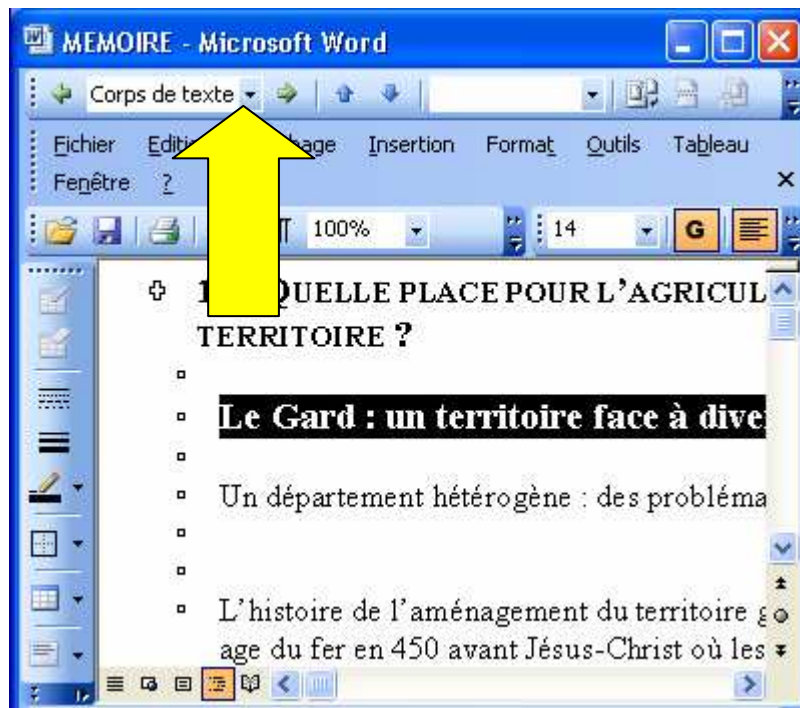 MEMOIRE - Microsoft Word
Corps de texte
Fichier Insertion Format Outils Tableau
Fenêtre ?
100% 14 G
QUELLE PLACE POUR L'AGRICUL
TERRITOIRE ?
Le Gard : un territoire face à dive
Un département hétérogène : des probléma
L'histoire de l'aménagement du territoire g
age du fer en 450 avant Jésus-Christ où les